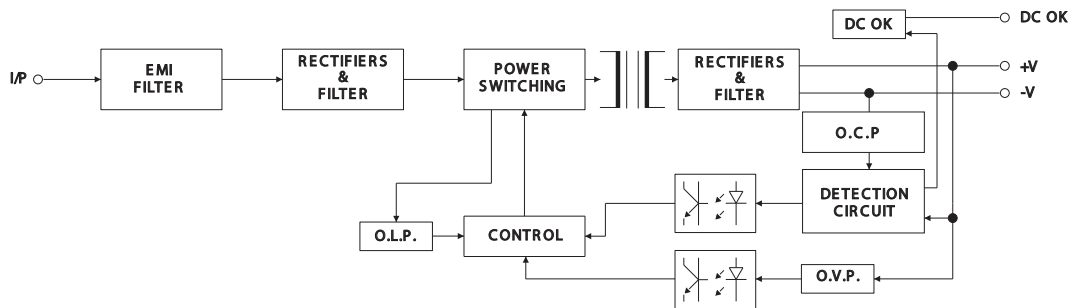 DC OK
DC OK
I/P
EMI
FILTER
RECTIFIERS
&
FILTER
POWER
SWITCHING
RECTIFIERS
&
FILTER
+V
-V
O.C.P
DETECTION
CIRCUIT
O.L.P.
CONTROL
O.V.P.